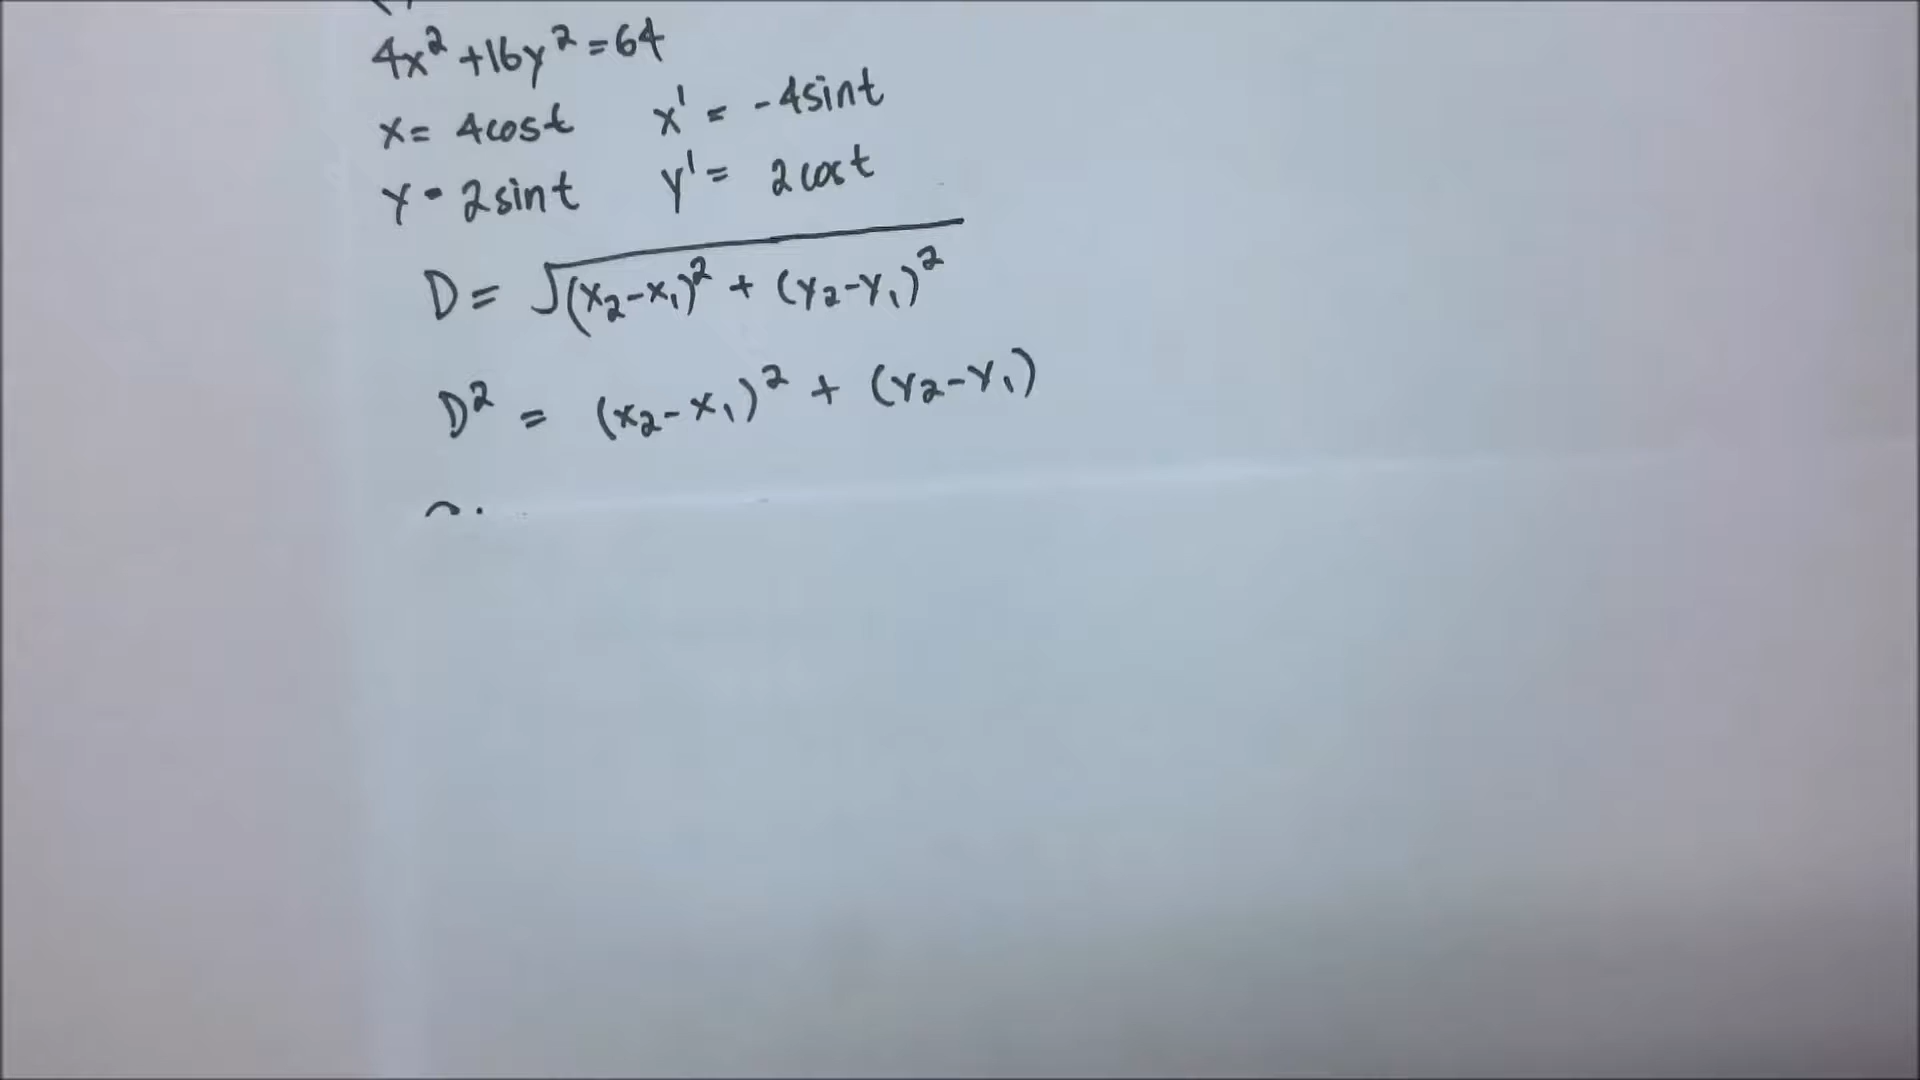 4x² + 16y² = 64
x = 4cost x' = -4sint
y = 2sint y' = 2cost
D = √(x₂-x₁)² + (y₂-y₁)²
D² = (x₂-x₁)² + (y₂-y₁)